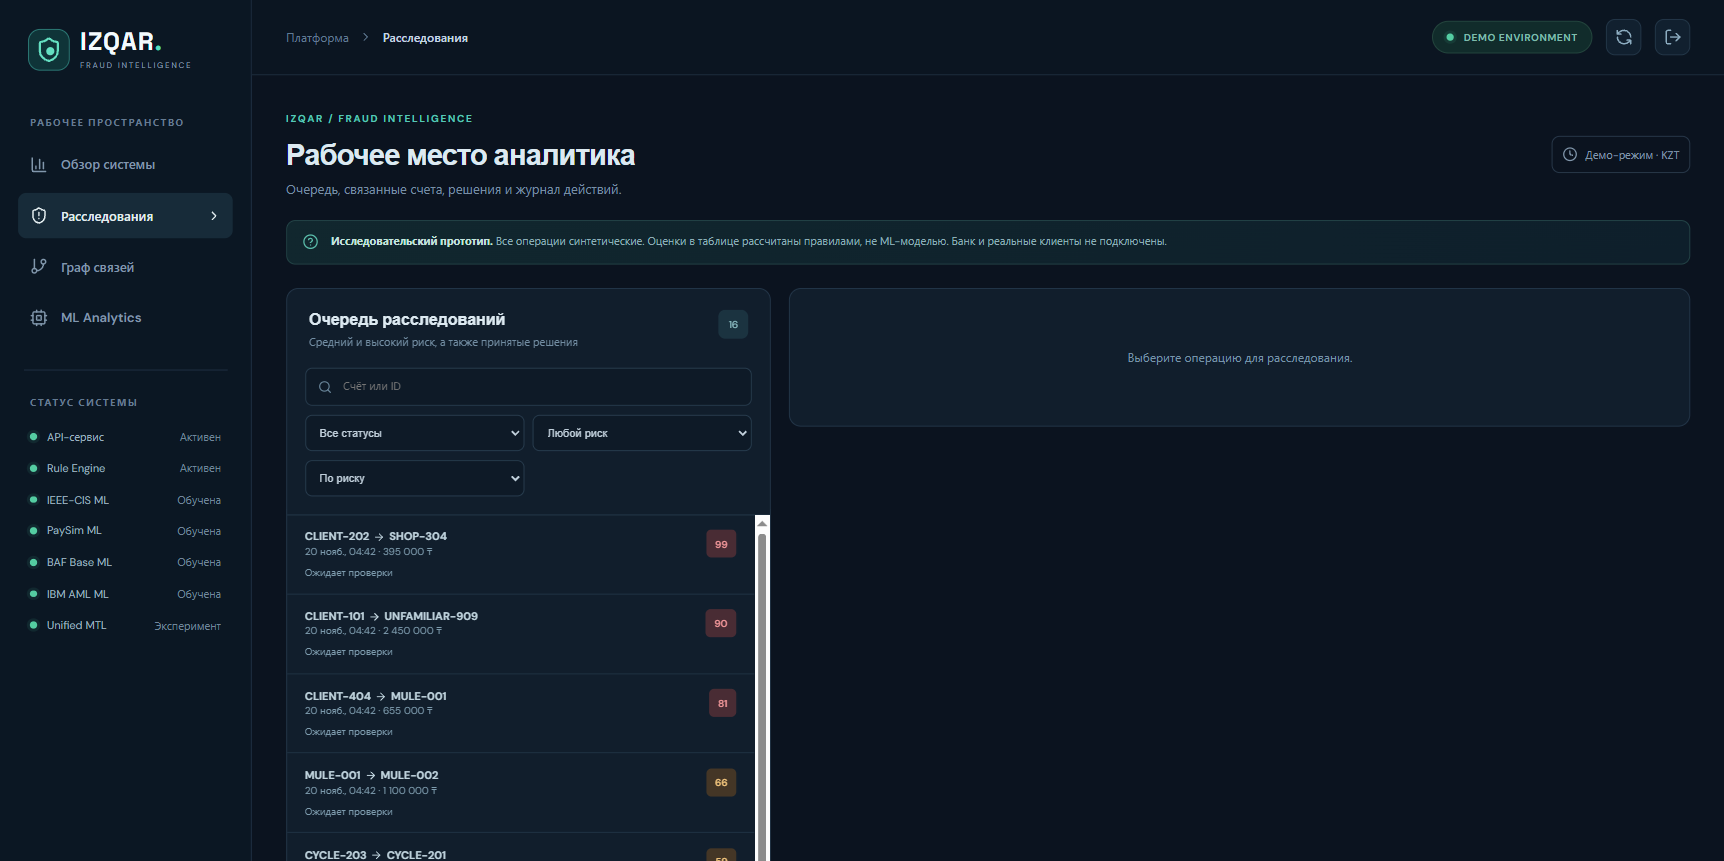 IZQAR.
FRAUD INTELLIGENCE
РАБОЧЕЕ ПРОСТРАНСТВО
Обзор системы
Расследования
Граф связей
ML Analytics
СТАТУС СИСТЕМЫ
API-сервис Активен
Rule Engine Активен
IEEE-CIS ML Обучена
PaySim ML Обучена
BAF Base ML Обучена
IBM AML ML Обучена
Unified MTL Эксперимент
Платформа > Расследования
DEMO ENVIRONMENT
IZQAR / FRAUD INTELLIGENCE
Рабочее место аналитика
Очередь, связанные счета, решения и журнал действий.
Демо-режим · KZT
Исследовательский прототип. Все операции синтетические. Оценки в таблице рассчитаны правилами, не ML-моделью. Банк и реальные клиенты не подключены.
Очередь расследований
16
Средний и высокий риск, а также принятые решения
Счёт или ID
Все статусы
Любой риск
По риску
CLIENT-202 → SHOP-304
99
20 нояб., 04:42 · 395 000 ₸
Ожидает проверки
CLIENT-101 → UNFAMILIAR-909
90
20 нояб., 04:42 · 2 450 000 ₸
Ожидает проверки
CLIENT-404 → MULE-001
81
20 нояб., 04:42 · 655 000 ₸
Ожидает проверки
MULE-001 → MULE-002
66
20 нояб., 04:42 · 1 100 000 ₸
Ожидает проверки
CYCLE-203 → CYCLE-201
Выберите операцию для расследования.